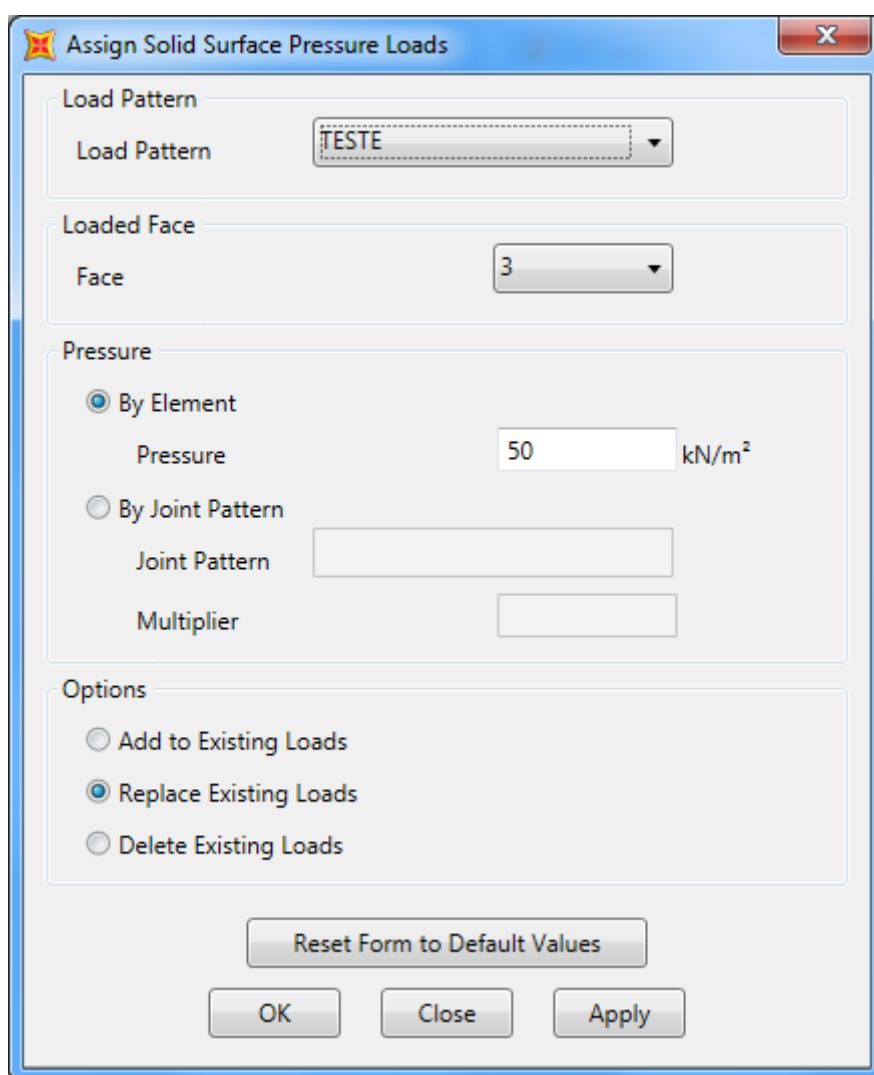 Assign Solid Surface Pressure Loads
Load Pattern
Load Pattern TESTE
Loaded Face
Face 3
Pressure
By Element
Pressure 50 kN/m²
By Joint Pattern
Joint Pattern
Multiplier
Options
Add to Existing Loads
Replace Existing Loads
Delete Existing Loads
Reset Form to Default Values
OK Close Apply